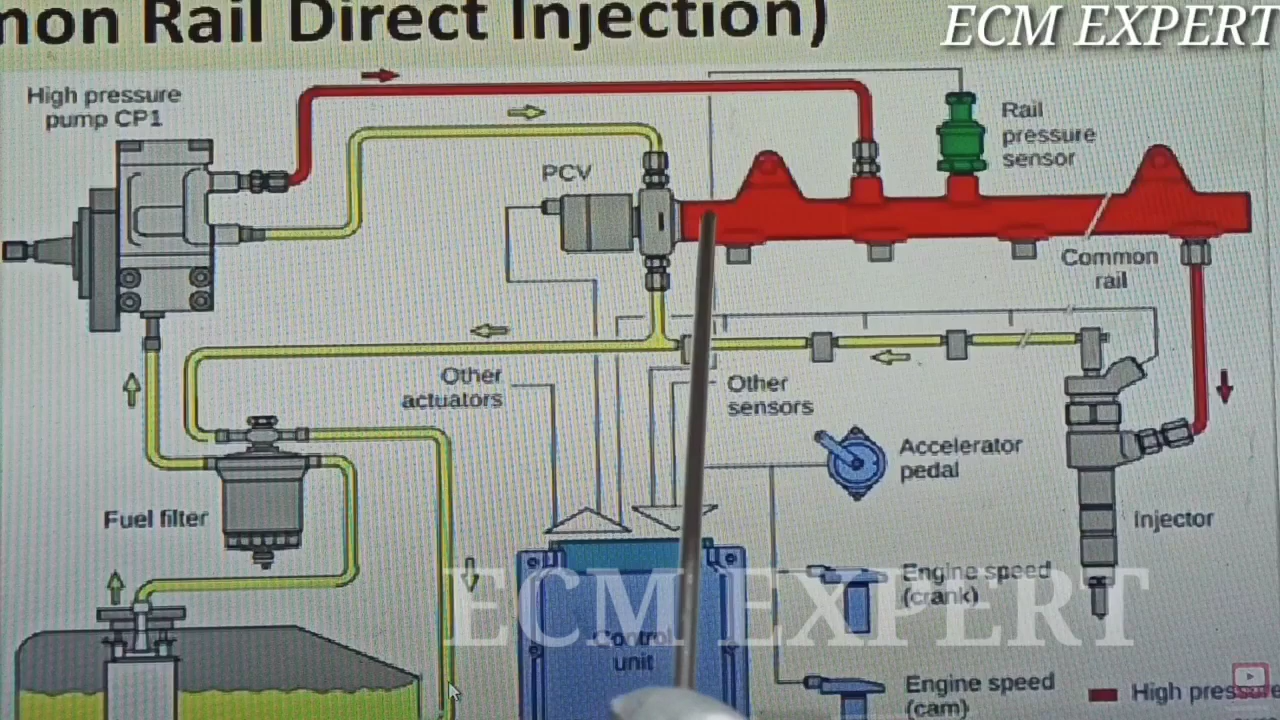 mon Rail Direct Injection)
ECM EXPERT
High pressure
pump CP1
PCV
Rail
pressure
sensor
Common
rail
Other
actuators
Other
sensors
Accelerator
pedal
Fuel filter
Injector
Engine speed
(crank)
ECM EXPERT
Control
unit
Engine speed
(cam)
High pressure